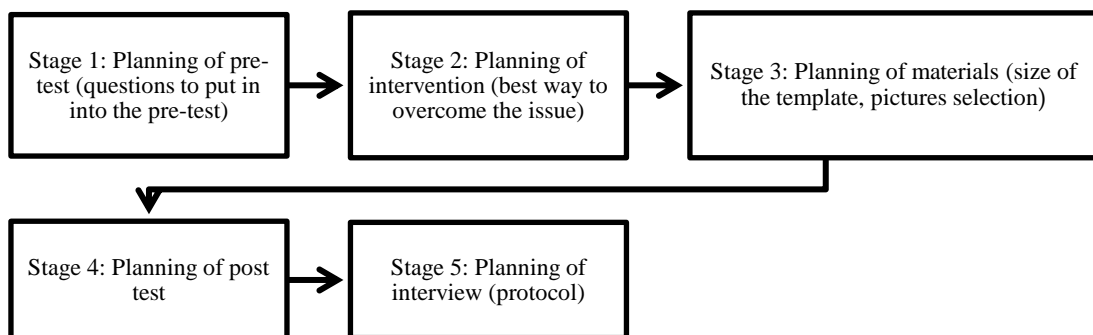 Stage 1: Planning of pre-
test (questions to put in
into the pre-test)
Stage 2: Planning of
intervention (best way to
overcome the issue)
Stage 3: Planning of materials (size of
the template, pictures selection)
Stage 4: Planning of post
test
Stage 5: Planning of
interview (protocol)